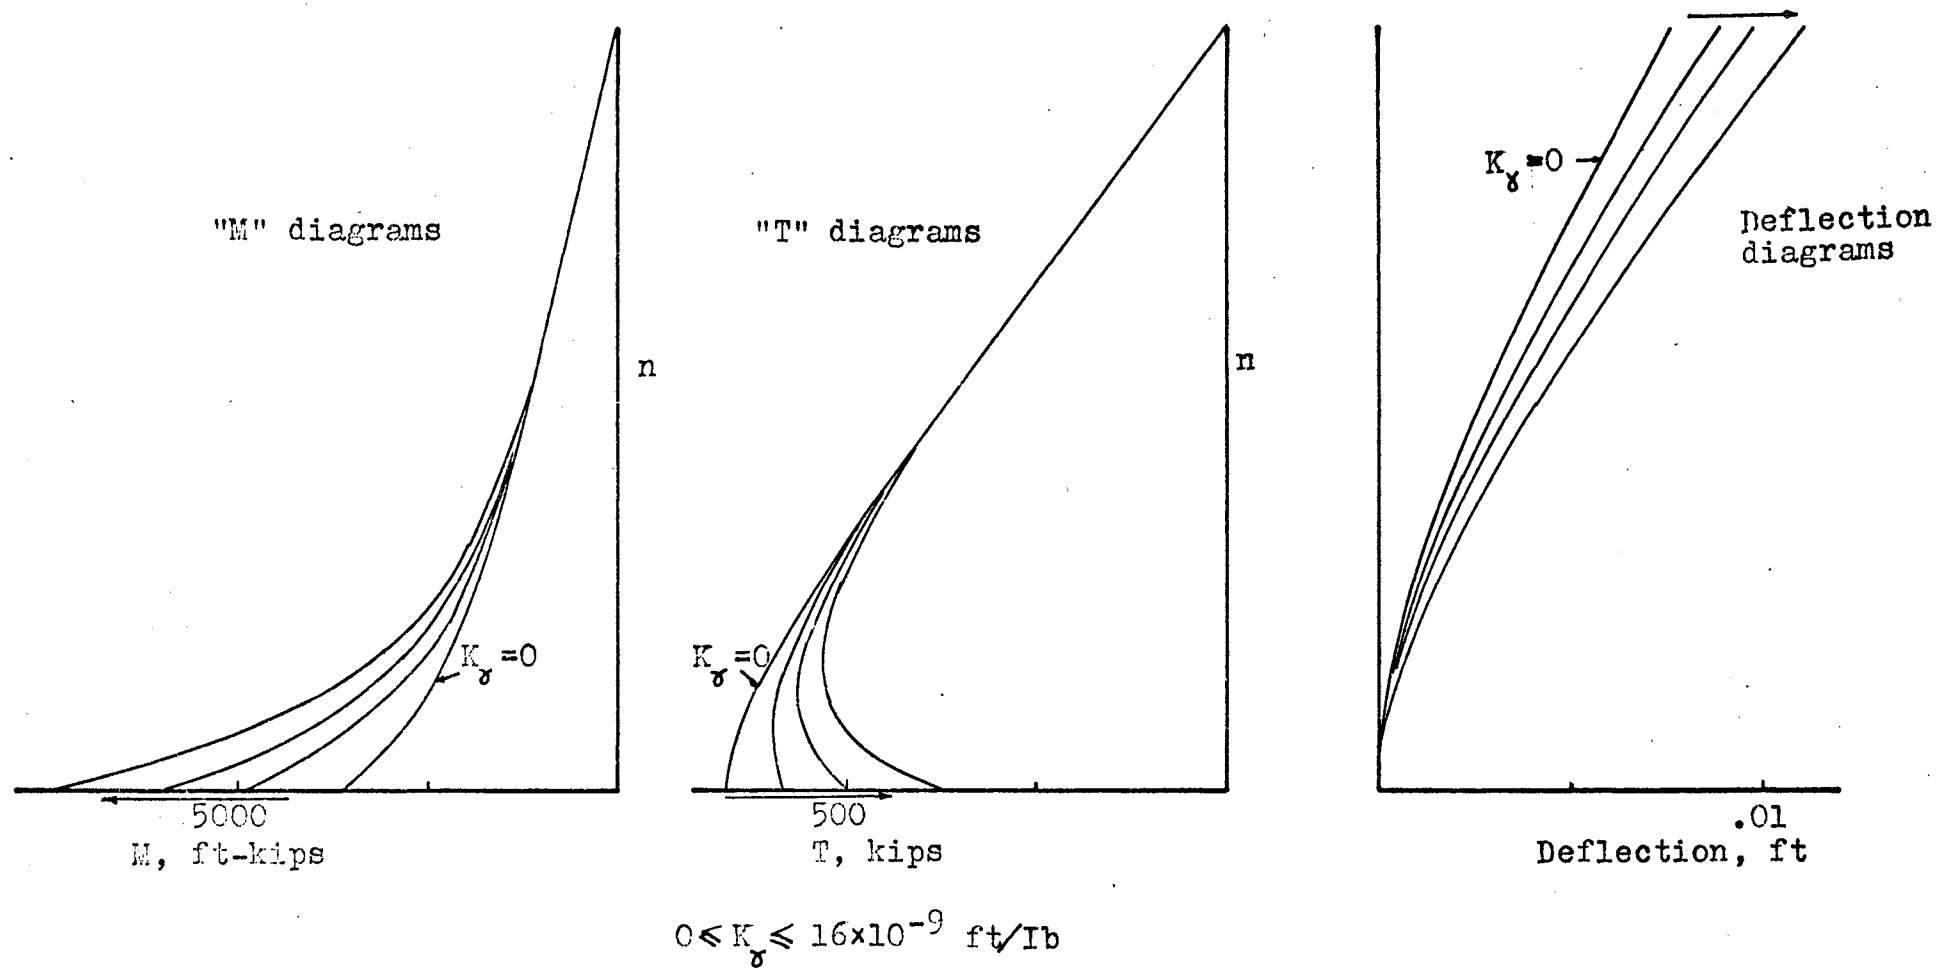 "M" diagrams
n
Kγ=0
5000
M, ft-kips
"T" diagrams
n
Kγ=0
500
T, kips
Kγ=0
Deflection
diagrams
.01
Deflection, ft
0≤Kγ≤ 16×10⁻⁹ ft/Ib